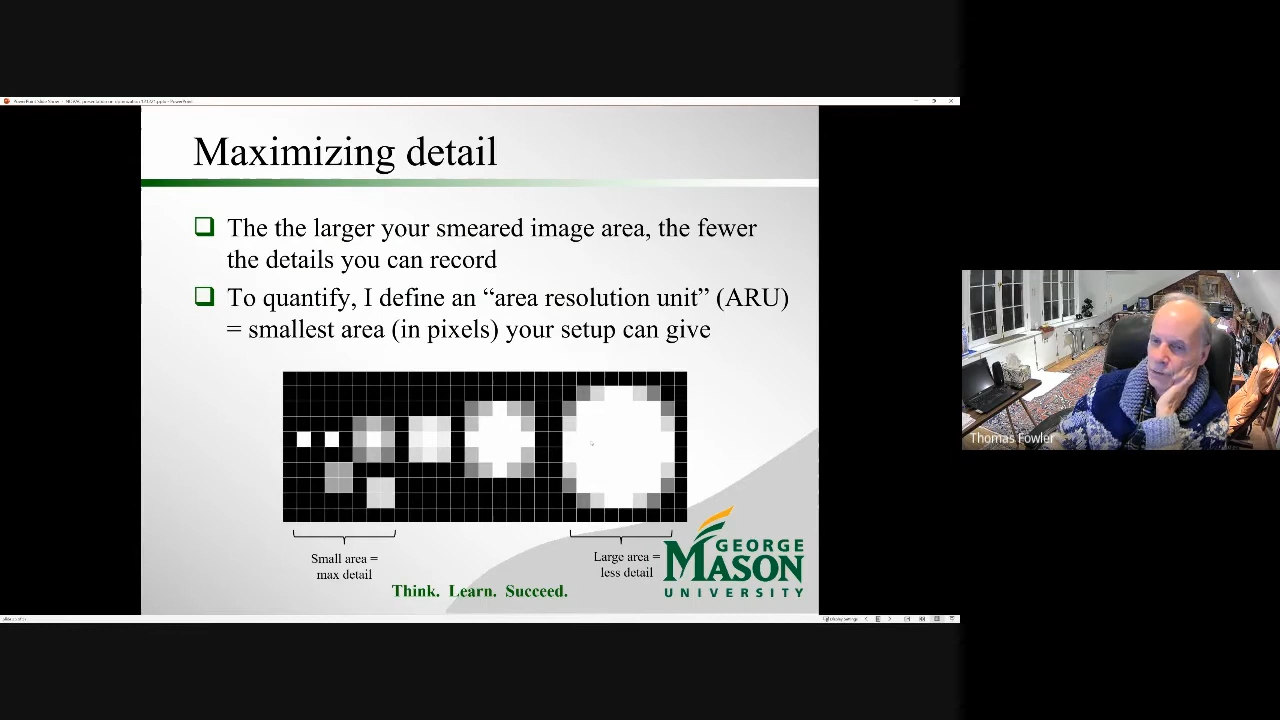 Maximizing detail
❑ The the larger your smeared image area, the fewer
the details you can record
❑ To quantify, I define an “area resolution unit” (ARU)
= smallest area (in pixels) your setup can give
Small area =
max detail
Large area =
less detail
Think. Learn. Succeed.
GEORGE
MASON
UNIVERSITY
Thomas Fowler